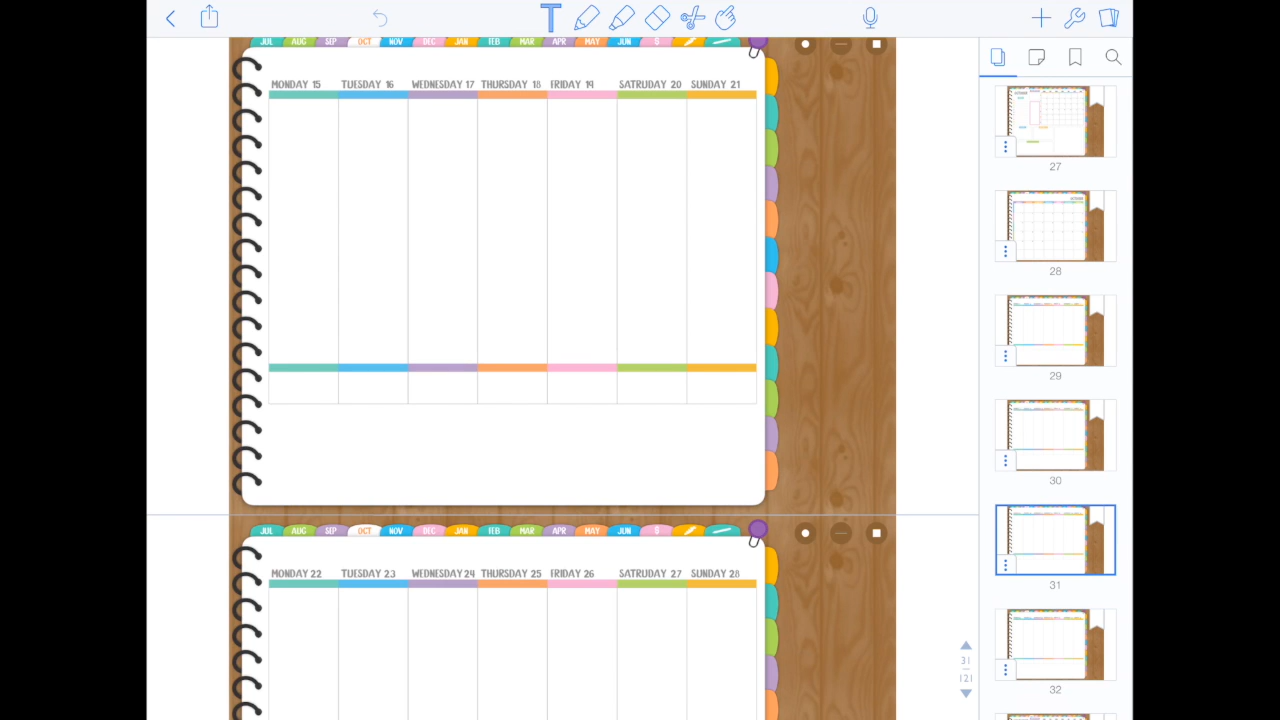 JUL AUG SEP OCT NOV DEC JAN FEB MAR APR MAY JUN $
MONDAY 15 TUESDAY 16 WEDNESDAY 17 THURSDAY 18 FRIDAY 19 SATRUDAY 20 SUNDAY 21
JUL AUG SEP OCT NOV DEC JAN FEB MAR APR MAY JUN $
MONDAY 22 TUESDAY 23 WEDNESDAY 24 THURSDAY 25 FRIDAY 26 SATRUDAY 27 SUNDAY 28
T
27
28
29
30
31
32
31
121